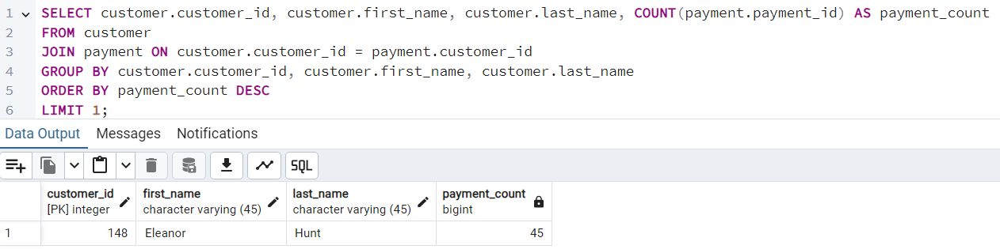 1 SELECT customer.customer_id, customer.first_name, customer.last_name, COUNT(payment.payment_id) AS payment_count
2 FROM customer
3 JOIN payment ON customer.customer_id = payment.customer_id
4 GROUP BY customer.customer_id, customer.first_name, customer.last_name
5 ORDER BY payment_count DESC
6 LIMIT 1;
Data Output Messages Notifications
SQL
customer_id first_name last_name payment_count
[PK] integer character varying (45) character varying (45) bigint
1 148 Eleanor Hunt 45